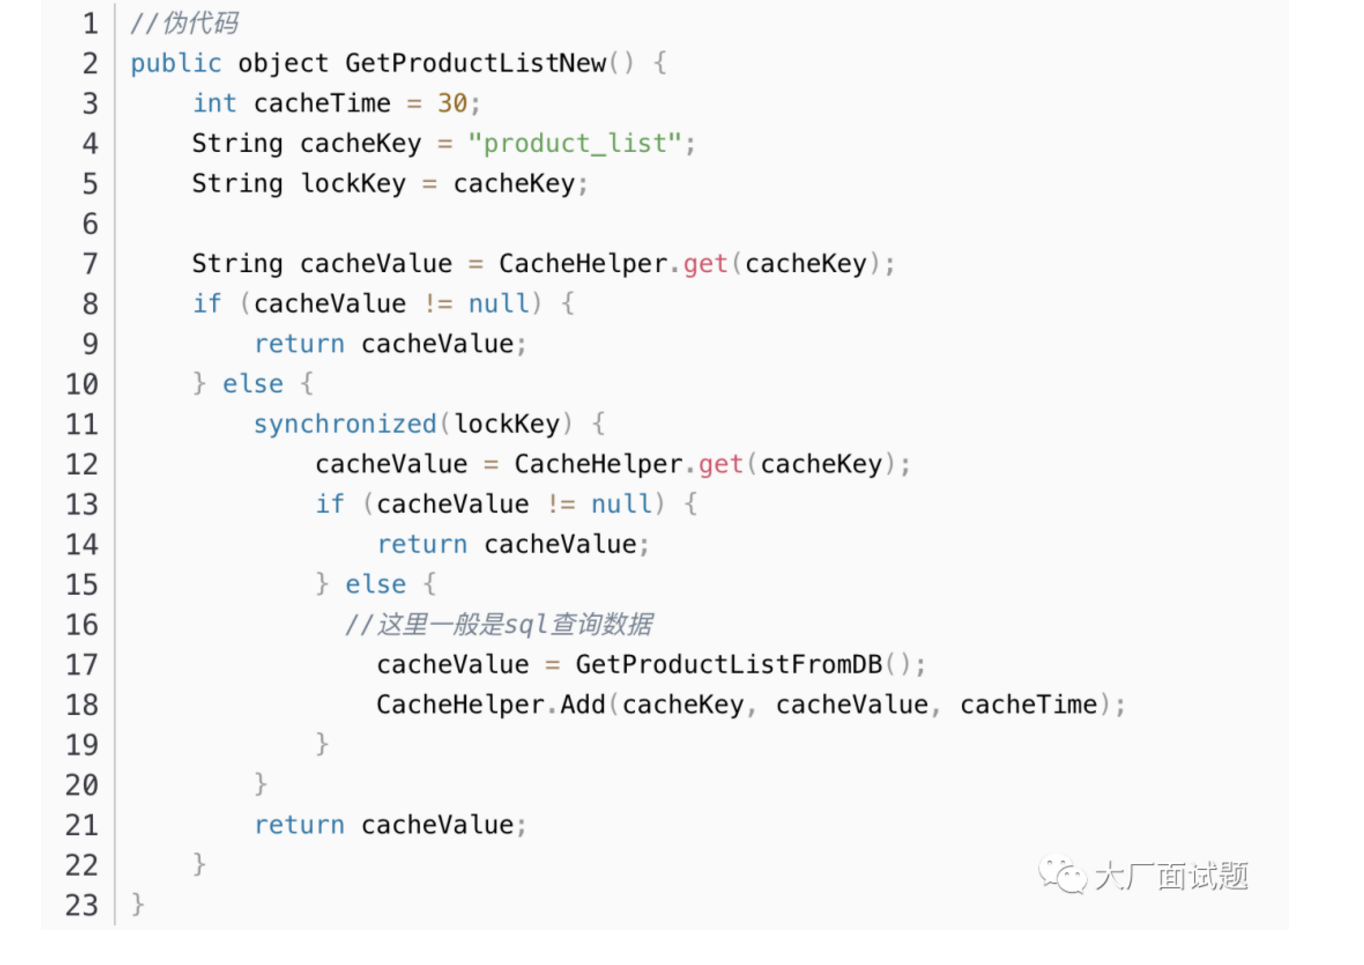 1 //伪代码
2 public object GetProductListNew() {
3 int cacheTime = 30;
4 String cacheKey = "product_list";
5 String lockKey = cacheKey;
6
7 String cacheValue = CacheHelper.get(cacheKey);
8 if (cacheValue != null) {
9 return cacheValue;
10 } else {
11 synchronized(lockKey) {
12 cacheValue = CacheHelper.get(cacheKey);
13 if (cacheValue != null) {
14 return cacheValue;
15 } else {
16 //这里一般是sql查询数据
17 cacheValue = GetProductListFromDB();
18 CacheHelper.Add(cacheKey, cacheValue, cacheTime);
19 }
20 }
21 return cacheValue;
22 }
23 }
大厂面试题